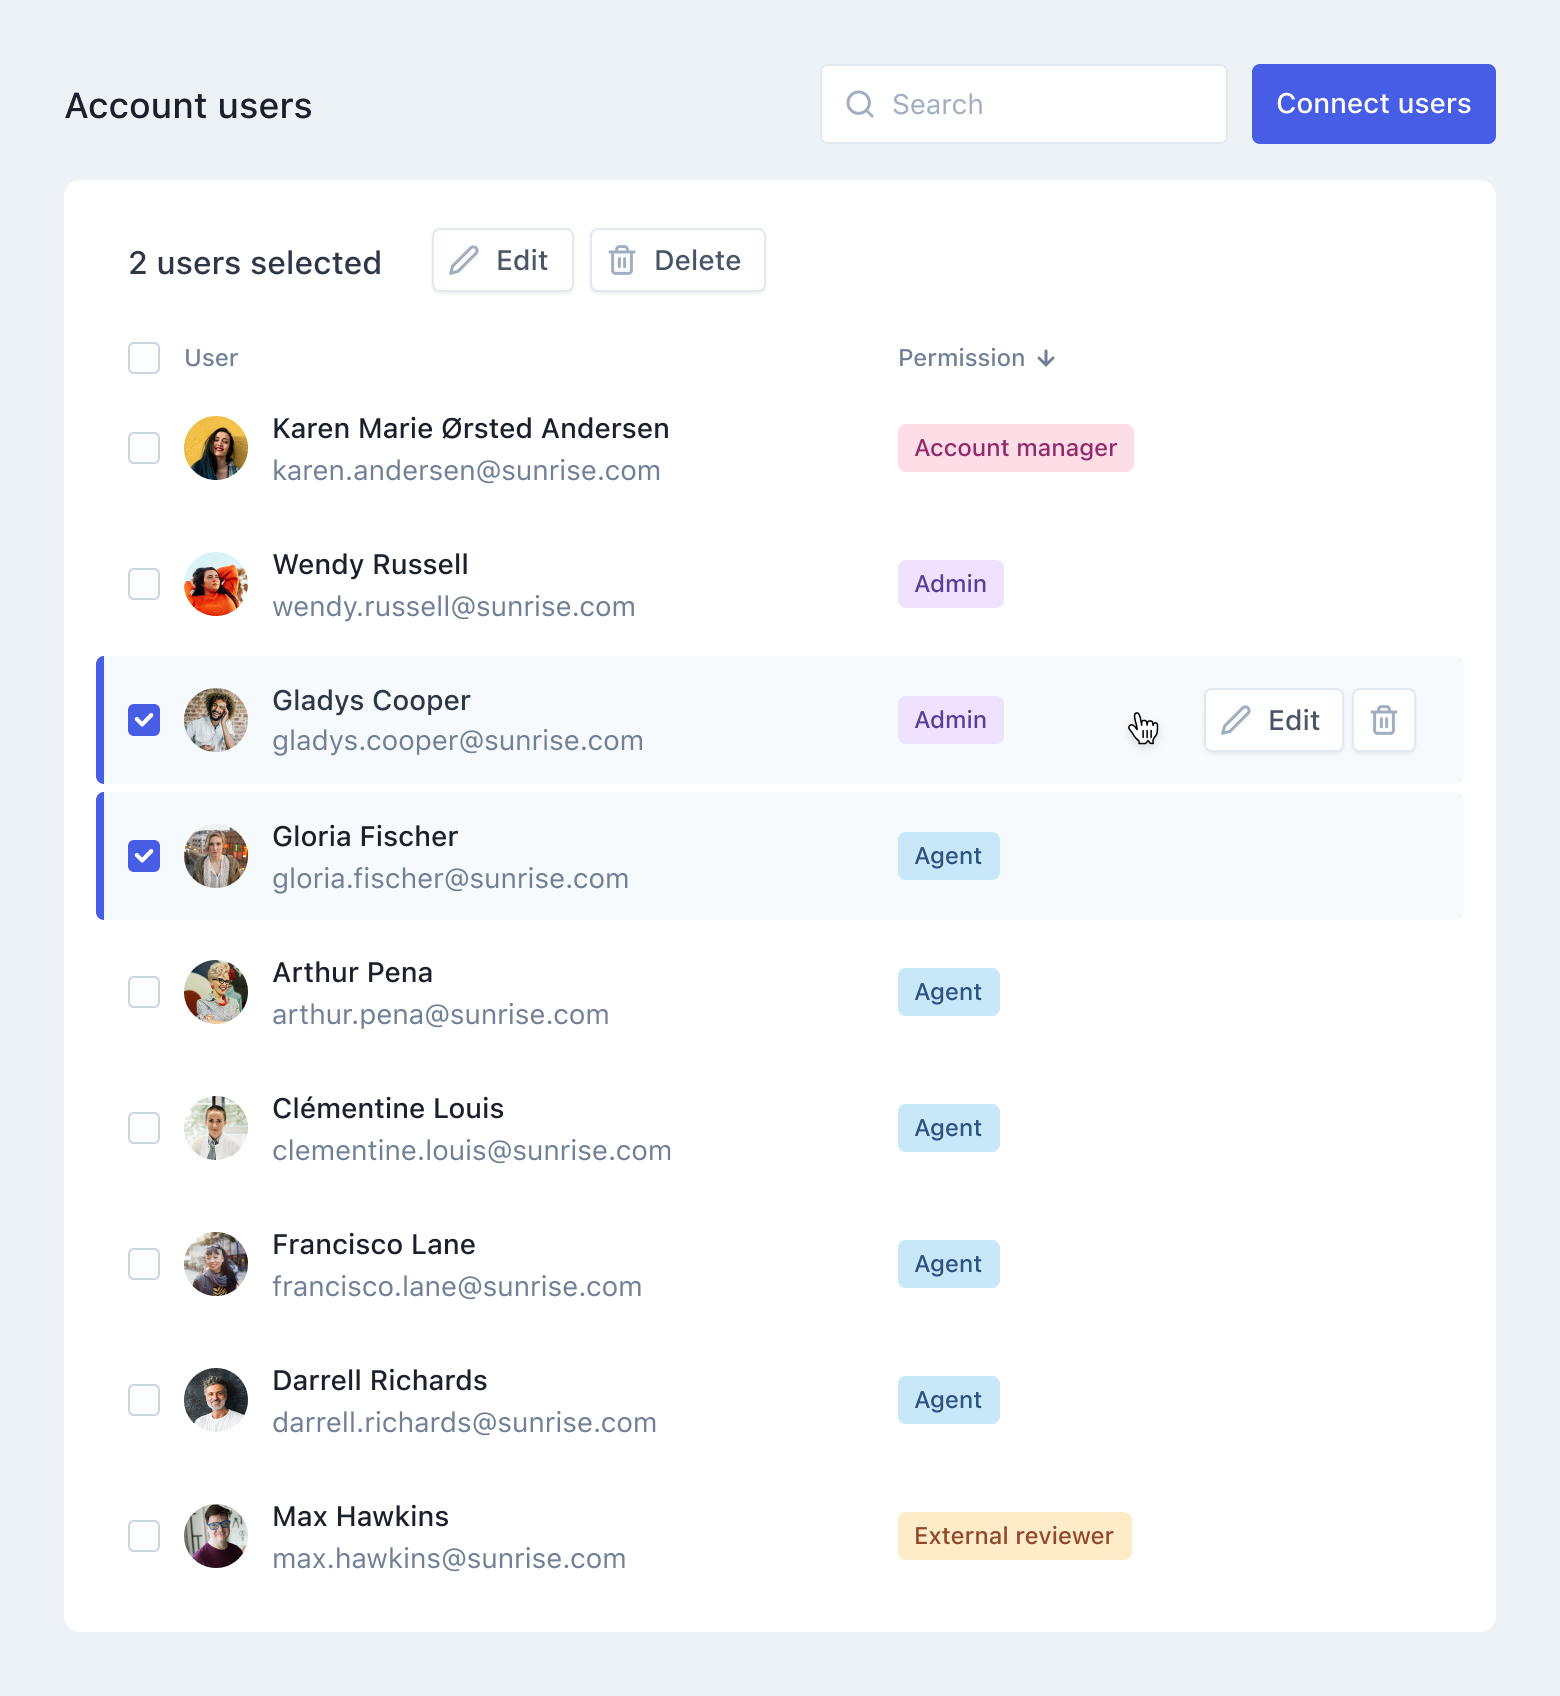 Account users
Search
Connect users
2 users selected
Edit
Delete
User
Permission
Karen Marie Ørsted Andersen
karen.andersen@sunrise.com
Account manager
Wendy Russell
wendy.russell@sunrise.com
Admin
Gladys Cooper
gladys.cooper@sunrise.com
Admin
Edit
Gloria Fischer
gloria.fischer@sunrise.com
Agent
Arthur Pena
arthur.pena@sunrise.com
Agent
Clémentine Louis
clementine.louis@sunrise.com
Agent
Francisco Lane
francisco.lane@sunrise.com
Agent
Darrell Richards
darrell.richards@sunrise.com
Agent
Max Hawkins
max.hawkins@sunrise.com
External reviewer